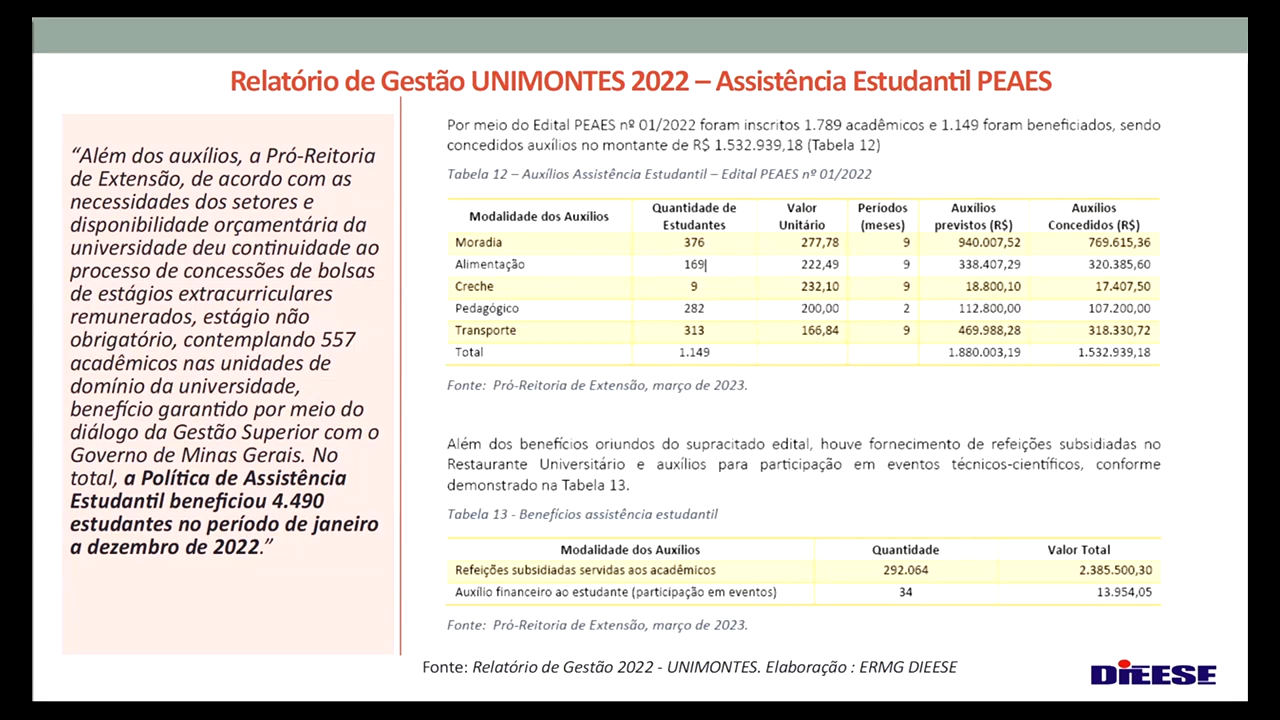 Relatório de Gestão UNIMONTES 2022 – Assistência Estudantil PEAES
“Além dos auxílios, a Pró-Reitoria
de Extensão, de acordo com as
necessidades dos setores e
disponibilidade orçamentária da
universidade deu continuidade ao
processo de concessões de bolsas
de estágios extracurriculares
remunerados, estágio não
obrigatório, contemplando 557
acadêmicos nas unidades de
domínio da universidade,
benefício garantido por meio do
diálogo da Gestão Superior com o
Governo de Minas Gerais. No
total, a Política de Assistência
Estudantil beneficiou 4.490
estudantes no período de janeiro
a dezembro de 2022.”
Por meio do Edital PEAES nº 01/2022 foram inscritos 1.789 acadêmicos e 1.149 foram beneficiados, sendo
concedidos auxílios no montante de R$ 1.532.939,18 (Tabela 12)
Tabela 12 – Auxílios Assistência Estudantil – Edital PEAES nº 01/2022
Modalidade dos Auxílios Quantidade de Estudantes Valor Unitário Períodos (meses) Auxílios previstos (R$) Auxílios Concedidos (R$)
Moradia 376 277,78 9 940.007,52 769.615,36
Alimentação 169 222,49 9 338.407,29 320.385,60
Creche 9 232,10 9 18.800,10 17.407,50
Pedagógico 282 200,00 2 112.800,00 107.200,00
Transporte 313 166,84 9 469.988,28 318.330,72
Total 1.149 1.880.003,19 1.532.939,18
Fonte: Pró-Reitoria de Extensão, março de 2023.
Além dos benefícios oriundos do supracitado edital, houve fornecimento de refeições subsidiadas no
Restaurante Universitário e auxílios para participação em eventos técnicos-científicos, conforme
demonstrado na Tabela 13.
Tabela 13 - Benefícios assistência estudantil
Modalidade dos Auxílios Quantidade Valor Total
Refeições subsidiadas servidas aos acadêmicos 292.064 2.385.500,30
Auxílio financeiro ao estudante (participação em eventos) 34 13.954,05
Fonte: Pró-Reitoria de Extensão, março de 2023.
Fonte: Relatório de Gestão 2022 - UNIMONTES. Elaboração : ERMG DIEESE
DIEESE